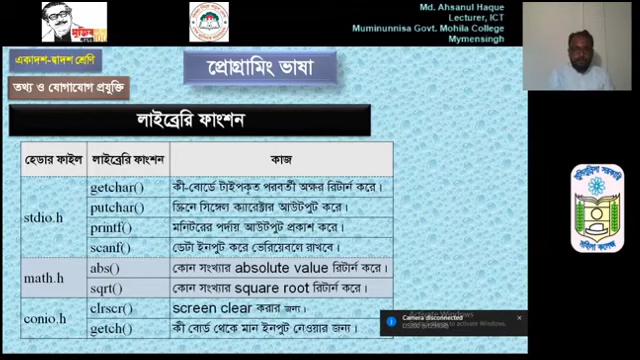 Md. Ahsanul Haque
Lecturer, ICT
Muminunnisa Govt. Mohila College
Mymensingh
একাদশ-দ্বাদশ শ্রেণি
প্রোগ্রামিং ভাষা
তথ্য ও যোগাযোগ প্রযুক্তি
লাইব্রেরি ফাংশন
হেডার ফাইল লাইব্রেরি ফাংশন কাজ
stdio.h
getchar() কী-বোর্ডে টাইপকৃত পরবর্তী অক্ষর রিটার্ন করে।
putchar() স্ক্রিনে সিঙ্গেল ক্যারেক্টার আউটপুট করে।
printf() মনিটরের পর্দায় আউটপুট প্রকাশ করে।
scanf() ডেটা ইনপুট করে ভেরিয়েবলে রাখবে।
math.h
abs() কোন সংখ্যার absolute value রিটার্ন করে।
sqrt() কোন সংখ্যার square root রিটার্ন করে।
conio.h
clrscr() screen clear করার জন্য।
getch() কী বোর্ড থেকে মান ইনপুট নেওয়ার জন্য।
Camera disconnected
Activate Windows